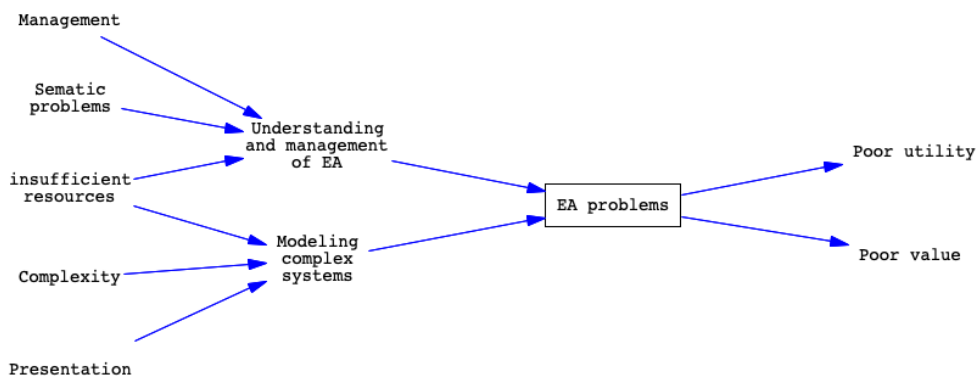 Management
Sematic
problems
insufficient
resources
Complexity
Presentation
Understanding
and management
of EA
Modeling
complex
systems
EA problems
Poor utility
Poor value